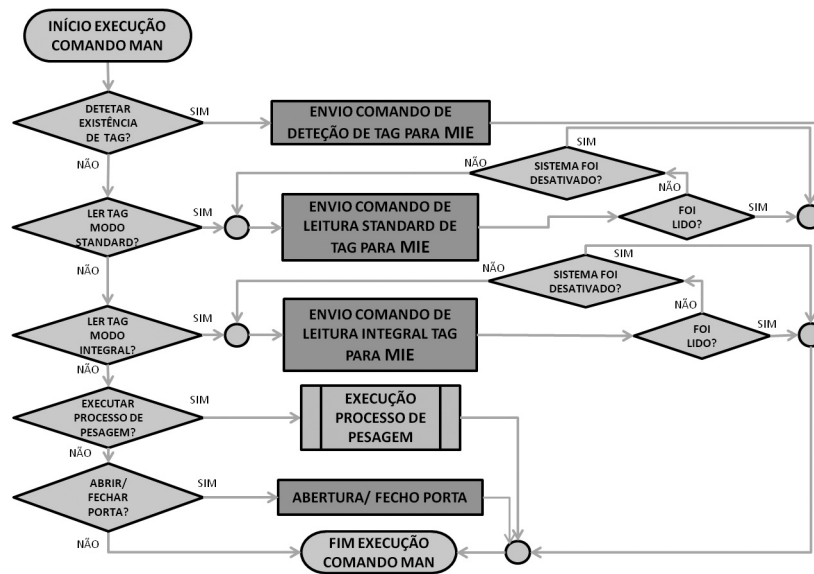 INÍCIO EXECUÇÃO
COMANDO MAN
DETETAR
EXISTÊNCIA
DE TAG?
SIM
ENVIO COMANDO DE
DETEÇÃO DE TAG PARA MIE
NÃO
SIM
NÃO
SISTEMA FOI
DESATIVADO?
NÃO
LER TAG
MODO
STANDARD?
SIM
ENVIO COMANDO DE
LEITURA STANDARD DE
TAG PARA MIE
FOI
LIDO?
SIM
NÃO
SIM
NÃO
SISTEMA FOI
DESATIVADO?
NÃO
LER TAG
MODO
INTEGRAL?
SIM
ENVIO COMANDO DE
LEITURA INTEGRAL TAG
PARA MIE
FOI
LIDO?
SIM
NÃO
EXECUTAR
PROCESSO DE
PESAGEM?
SIM
EXECUÇÃO
PROCESSO DE
PESAGEM
NÃO
ABRIR/
FECHAR
PORTA?
SIM
ABERTURA/ FECHO PORTA
NÃO
FIM EXECUÇÃO
COMANDO MAN